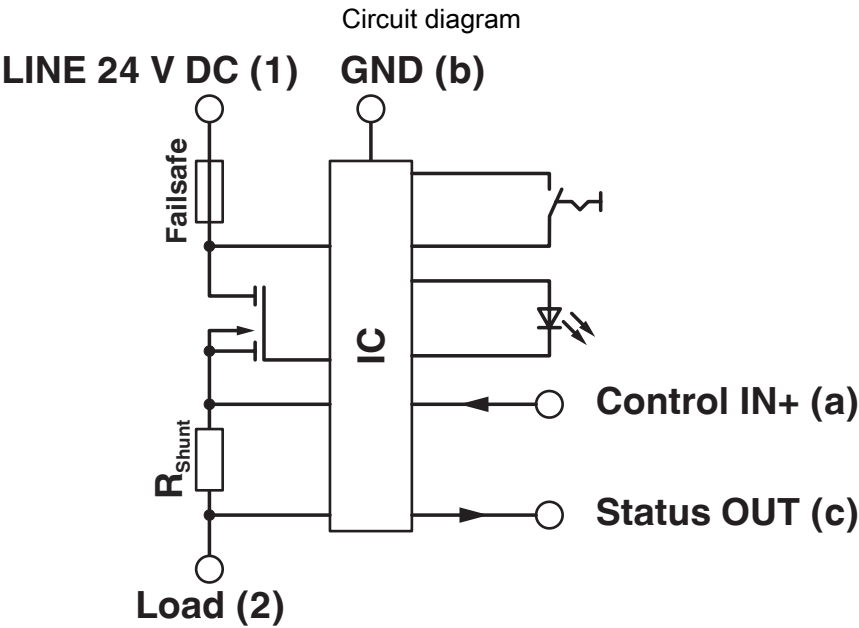 Circuit diagram
LINE 24 V DC (1)
GND (b)
Failsafe
IC
Control IN+ (a)
RShunt
Status OUT (c)
Load (2)